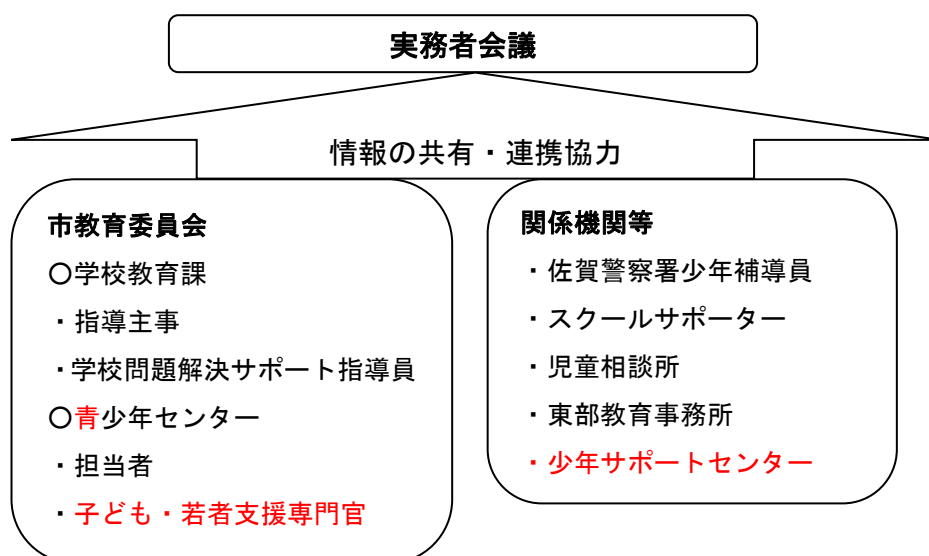 実務者会議
情報の共有・連携協力
市教育委員会
〇学校教育課
・指導主事
・学校問題解決サポート指導員
〇青少年センター
・担当者
・子ども・若者支援専門官
関係機関等
・佐賀警察署少年補導員
・スクールサポーター
・児童相談所
・東部教育事務所
・少年サポートセンター